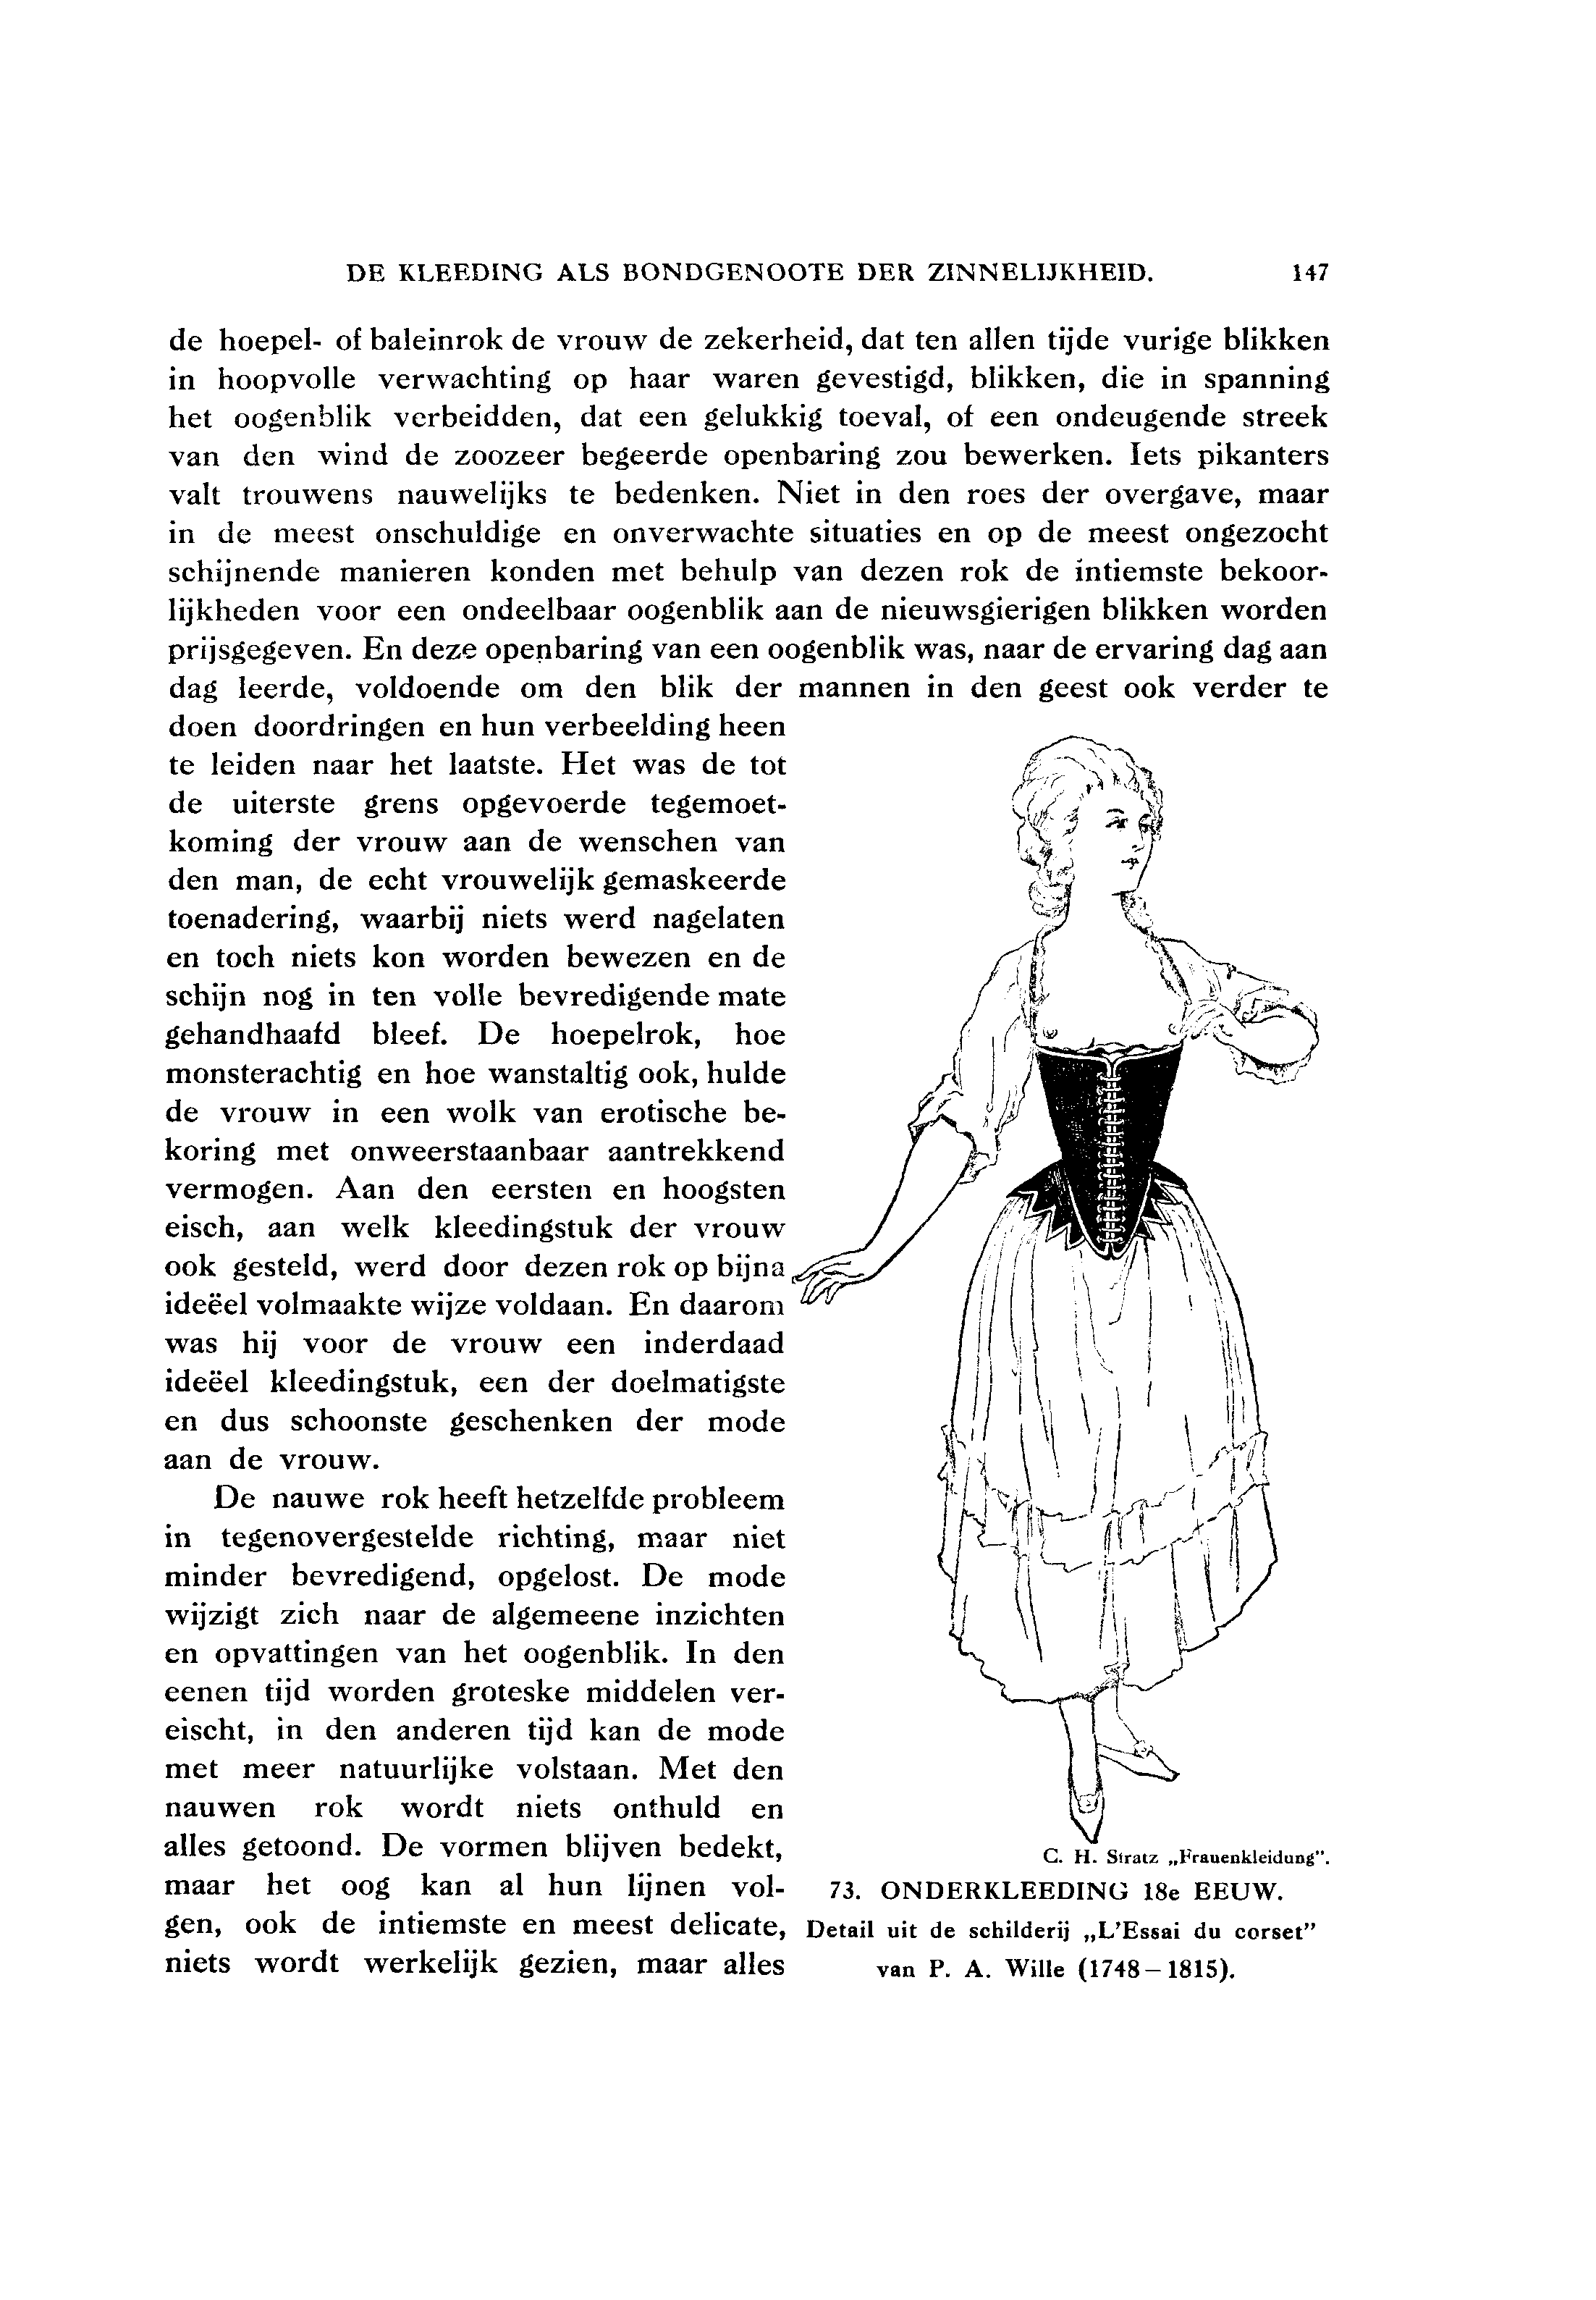 DE KLEEDING ALS BONDGENOOTE DER ZINNELIJKHEID. 147
de hoepel- of baleinrok de vrouw de zekerheid, dat ten allen tijde vurige blikken
in hoopvolle verwachting op haar waren gevestigd, blikken, die in spanning
het oogenblik verbeidden, dat een gelukkig toeval, of een ondeugende streek
van den wind de zoozeer begeerde openbaring zou bewerken. Iets pikanters
valt trouwens nauwelijks te bedenken. Niet in den roes der overgave, maar
in de meest onschuldige en onverwachte situaties en op de meest ongezocht
schijnende manieren konden met behulp van dezen rok de intiemste bekoor-
lijkheden voor een ondeelbaar oogenblik aan de nieuwsgierigen blikken worden
prijsgegeven. En deze openbaring van een oogenblik was, naar de ervaring dag aan
dag leerde, voldoende om den blik der mannen in den geest ook verder te
doen doordringen en hun verbeelding heen
te leiden naar het laatste. Het was de tot
de uiterste grens opgevoerde tegemoet-
koming der vrouw aan de wenschen van
den man, de echt vrouwelijk gemaskeerde
toenadering, waarbij niets werd nagelaten
en toch niets kon worden bewezen en de
schijn nog in ten volle bevredigende mate
gehandhaafd bleef. De hoepelrok, hoe
monsterachtig en hoe wanstaltig ook, hulde
de vrouw in een wolk van erotische be-
koring met onweerstaanbaar aantrekkend
vermogen. Aan den eersten en hoogsten
eisch, aan welk kleedingstuk der vrouw
ook gesteld, werd door dezen rok op bijna
ideëel volmaakte wijze voldaan. En daarom
was hij voor de vrouw een inderdaad
ideëel kleedingstuk, een der doelmatigste
en dus schoonste geschenken der mode
aan de vrouw.
De nauwe rok heeft hetzelfde probleem
in tegenovergestelde richting, maar niet
minder bevredigend, opgelost. De mode
wijzigt zich naar de algemeene inzichten
en opvattingen van het oogenblik. In den
eenen tijd worden groteske middelen ver-
eischt, in den anderen tijd kan de mode
met meer natuurlijke volstaan. Met den
nauwen rok wordt niets onthuld en
alles getoond. De vormen blijven bedekt,
maar het oog kan al hun lijnen vol-
gen, ook de intiemste en meest delicate,
niets wordt werkelijk gezien, maar alles
C. H. Stratz „Frauenkleidung".
73. ONDERKLEEDING 18e EEUW.
Detail uit de schilderij „L'Essai du corset"
van P. A. Wille (1748—1815).